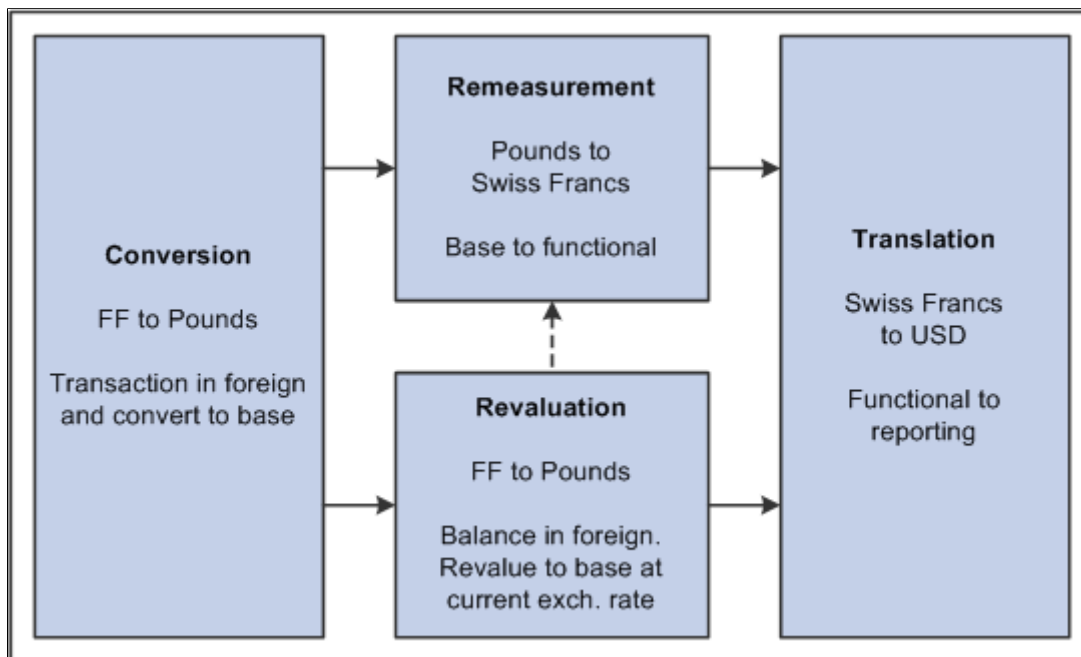 Conversion
FF to Pounds
Transaction in foreign
and convert to base
Remeasurement
Pounds to
Swiss Francs
Base to functional
Revaluation
FF to Pounds
Balance in foreign.
Revalue to base at
current exch. rate
Translation
Swiss Francs
to USD
Functional to
reporting